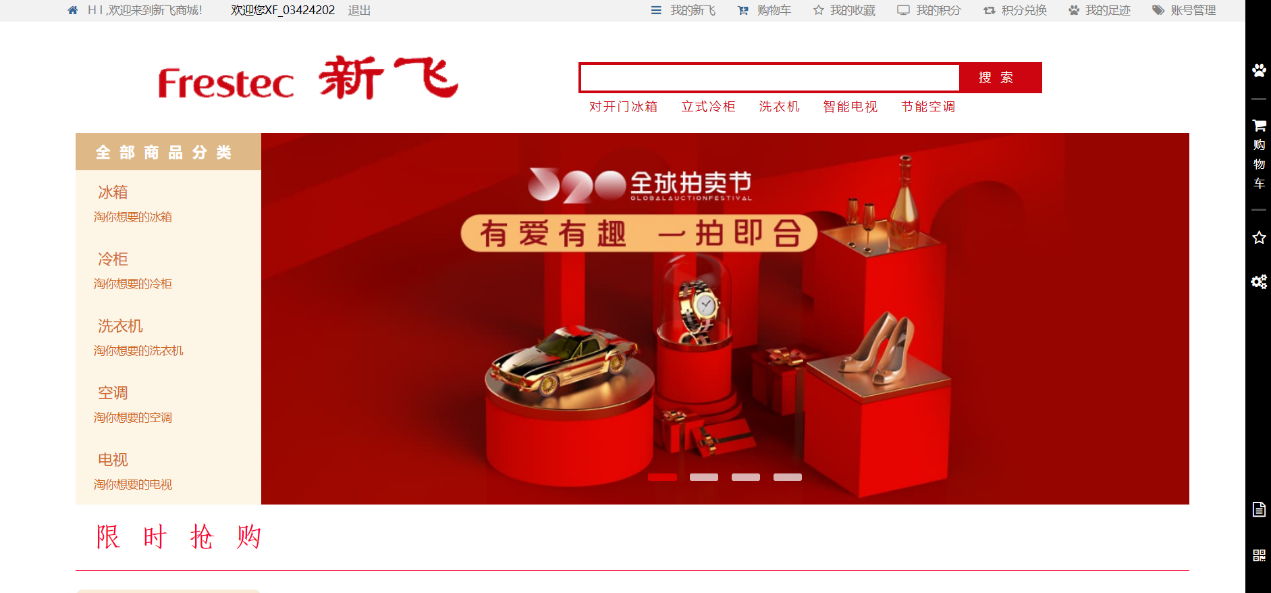 H I ,欢迎来到新飞商城! 欢迎您XF_03424202 退出 我的新飞 购物车 我的收藏 我的积分 积分兑换 我的足迹 账号管理
Frestec 新飞
搜 索
对开门冰箱 立式冷柜 洗衣机 智能电视 节能空调
购物车
全部商品分类
冰箱
淘你想要的冰箱
冷柜
淘你想要的冷柜
洗衣机
淘你想要的洗衣机
空调
淘你想要的空调
电视
淘你想要的电视
520 全球拍卖节
GLOBALAUCTIONFESTIVAL
有爱有趣 一拍即合
限时抢购